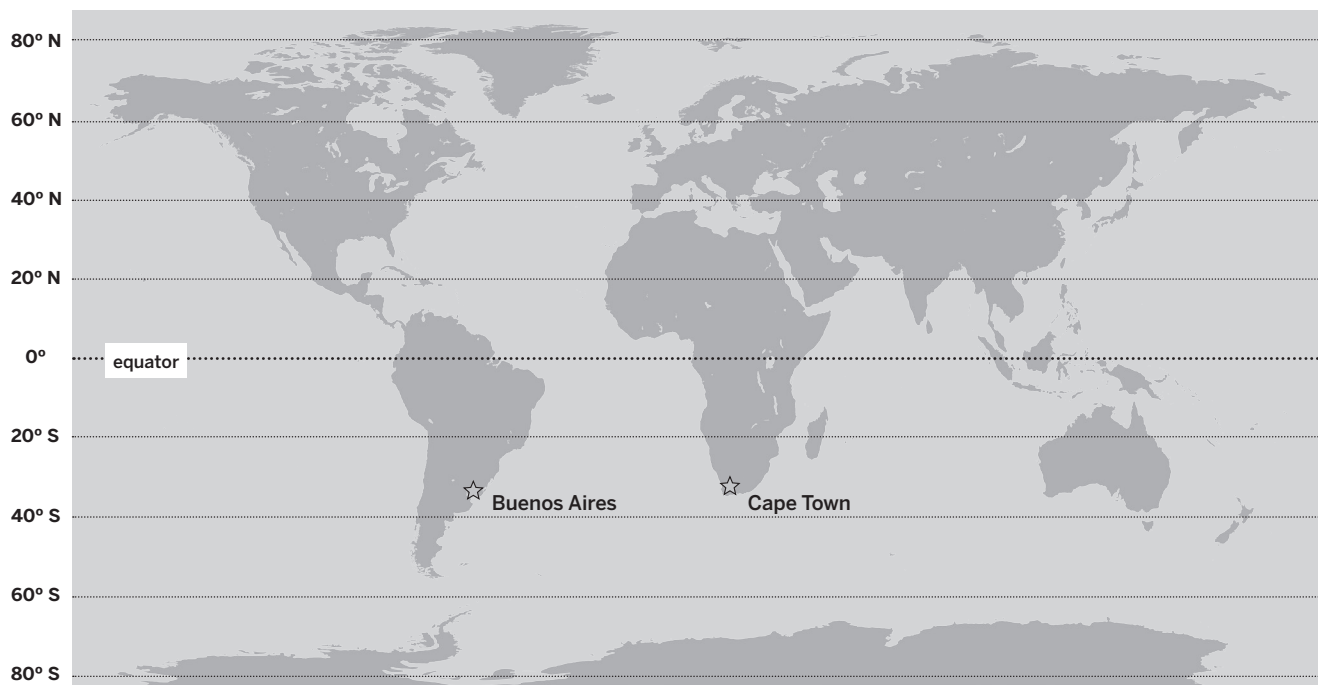 80º N
60º N
40º N
20º N
0º
equator
20º S
Buenos Aires
Cape Town
40º S
60º S
80º S